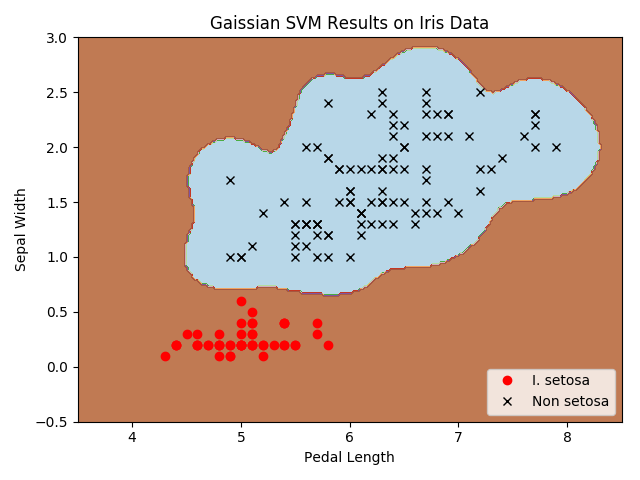 Gaissian SVM Results on Iris Data
3.0
2.5
2.0
1.5
1.0
0.5
0.0
−0.5
Sepal Width
I. setosa
Non setosa
4 5 6 7 8
Pedal Length